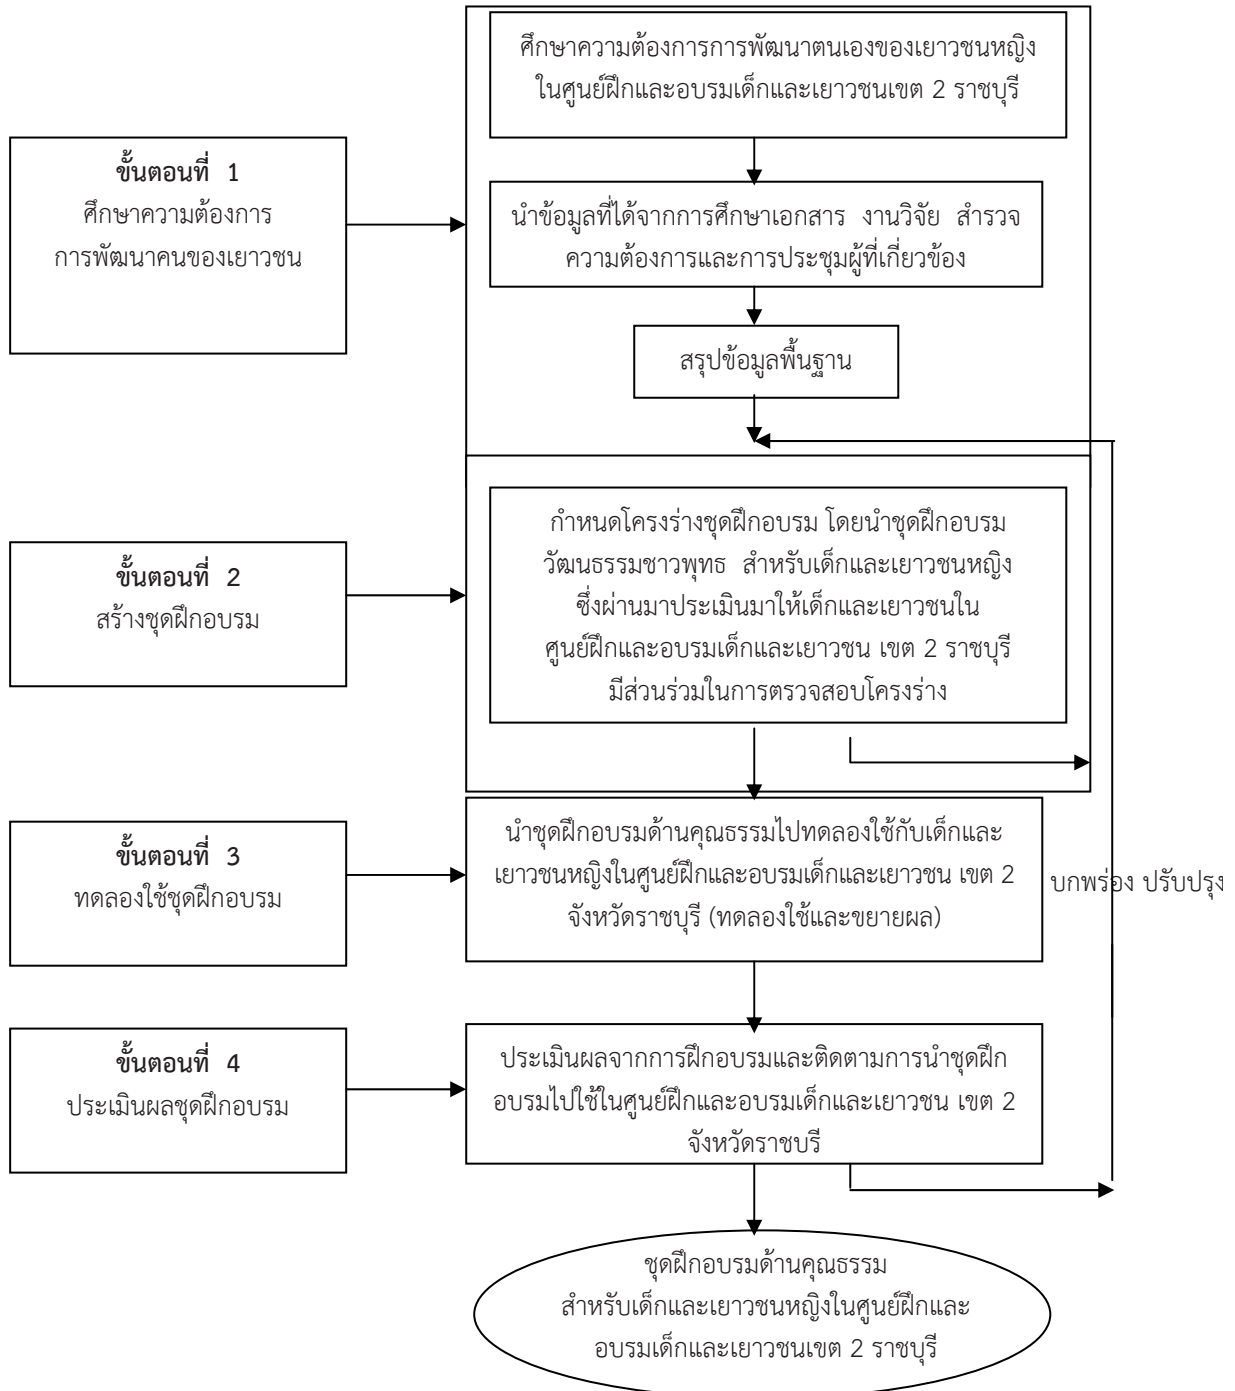 ศึกษาความต้องการการพัฒนาตนเองของเยาวชนหญิง
ในศูนย์ฝึกและอบรมเด็กและเยาวชนเขต 2 ราชบุรี
ขั้นตอนที่ 1
ศึกษาความต้องการ
การพัฒนาคนของเยาวชน
นำข้อมูลที่ได้จากการศึกษาเอกสาร งานวิจัย สำรวจ
ความต้องการและการประชุมผู้ที่เกี่ยวข้อง
สรุปข้อมูลพื้นฐาน
ขั้นตอนที่ 2
สร้างชุดฝึกอบรม
กำหนดโครงร่างชุดฝึกอบรม โดยนำชุดฝึกอบรม
วัฒนธรรมชาวพุทธ สำหรับเด็กและเยาวชนหญิง
ซึ่งผ่านมาประเมินมาให้เด็กและเยาวชนใน
ศูนย์ฝึกและอบรมเด็กและเยาวชน เขต 2 ราชบุรี
มีส่วนร่วมในการตรวจสอบโครงร่าง
ขั้นตอนที่ 3
ทดลองใช้ชุดฝึกอบรม
นำชุดฝึกอบรมด้านคุณธรรมไปทดลองใช้กับเด็กและ
เยาวชนหญิงในศูนย์ฝึกและอบรมเด็กและเยาวชน เขต 2
จังหวัดราชบุรี (ทดลองใช้และขยายผล)
บกพร่อง ปรับปรุง
ขั้นตอนที่ 4
ประเมินผลชุดฝึกอบรม
ประเมินผลจากการฝึกอบรมและติดตามการนำชุดฝึก
อบรมไปใช้ในศูนย์ฝึกและอบรมเด็กและเยาวชน เขต 2
จังหวัดราชบรี
ชุดฝึกอบรมด้านคุณธรรม
สำหรับเด็กและเยาวชนหญิงในศูนย์ฝึกและ
อบรมเด็กและเยาวชนเขต 2 ราชบุรี